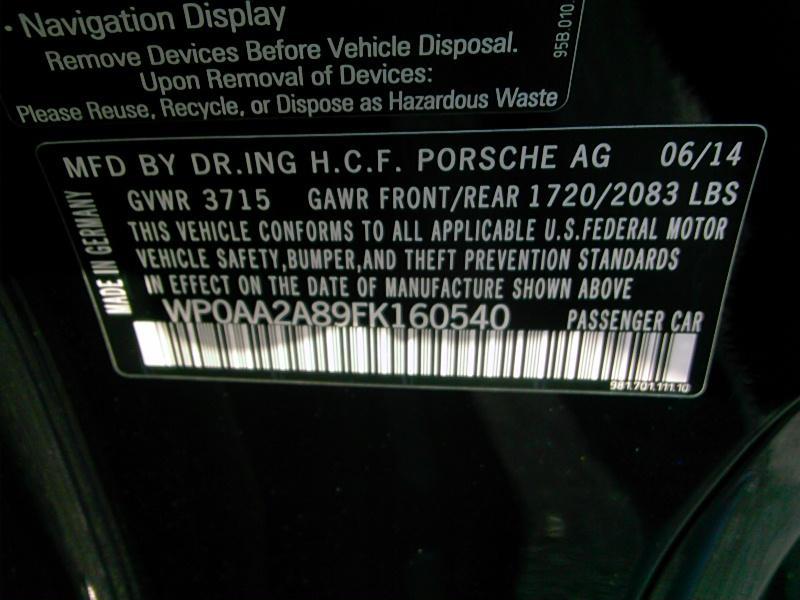 · Navigation Display
Remove Devices Before Vehicle Disposal.
Upon Removal of Devices:
Please Reuse, Recycle, or Dispose as Hazardous Waste
95B.010.
MFD BY DR.ING H.C.F. PORSCHE AG 06/14
GVWR 3715 GAWR FRONT/REAR 1720/2083 LBS
THIS VEHICLE CONFORMS TO ALL APPLICABLE U.S.FEDERAL MOTOR
VEHICLE SAFETY,BUMPER,AND THEFT PREVENTION STANDARDS
IN EFFECT ON THE DATE OF MANUFACTURE SHOWN ABOVE
MADE IN GERMANY
WP0AA2A89FK160540 PASSENGER CAR
981.701.111.10